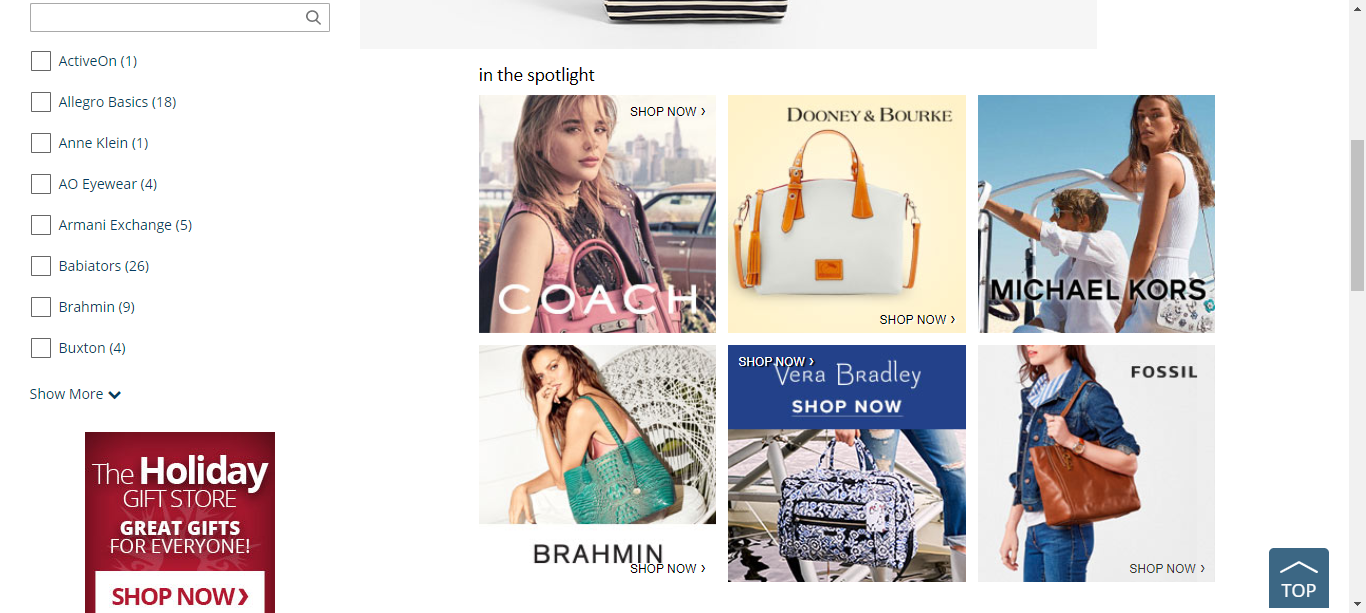 ActiveOn (1)
Allegro Basics (18)
Anne Klein (1)
AO Eyewear (4)
Armani Exchange (5)
Babiators (26)
Brahmin (9)
Buxton (4)
Show More
The Holiday
GIFT STORE
GREAT GIFTS
FOR EVERYONE!
SHOP NOW ›
in the spotlight
SHOP NOW ›
COACH
DOONEY & BOURKE
SHOP NOW ›
MICHAEL KORS
BRAHMIN
SHOP NOW ›
SHOP NOW ›
Vera Bradley
SHOP NOW
FOSSIL
SHOP NOW ›
TOP